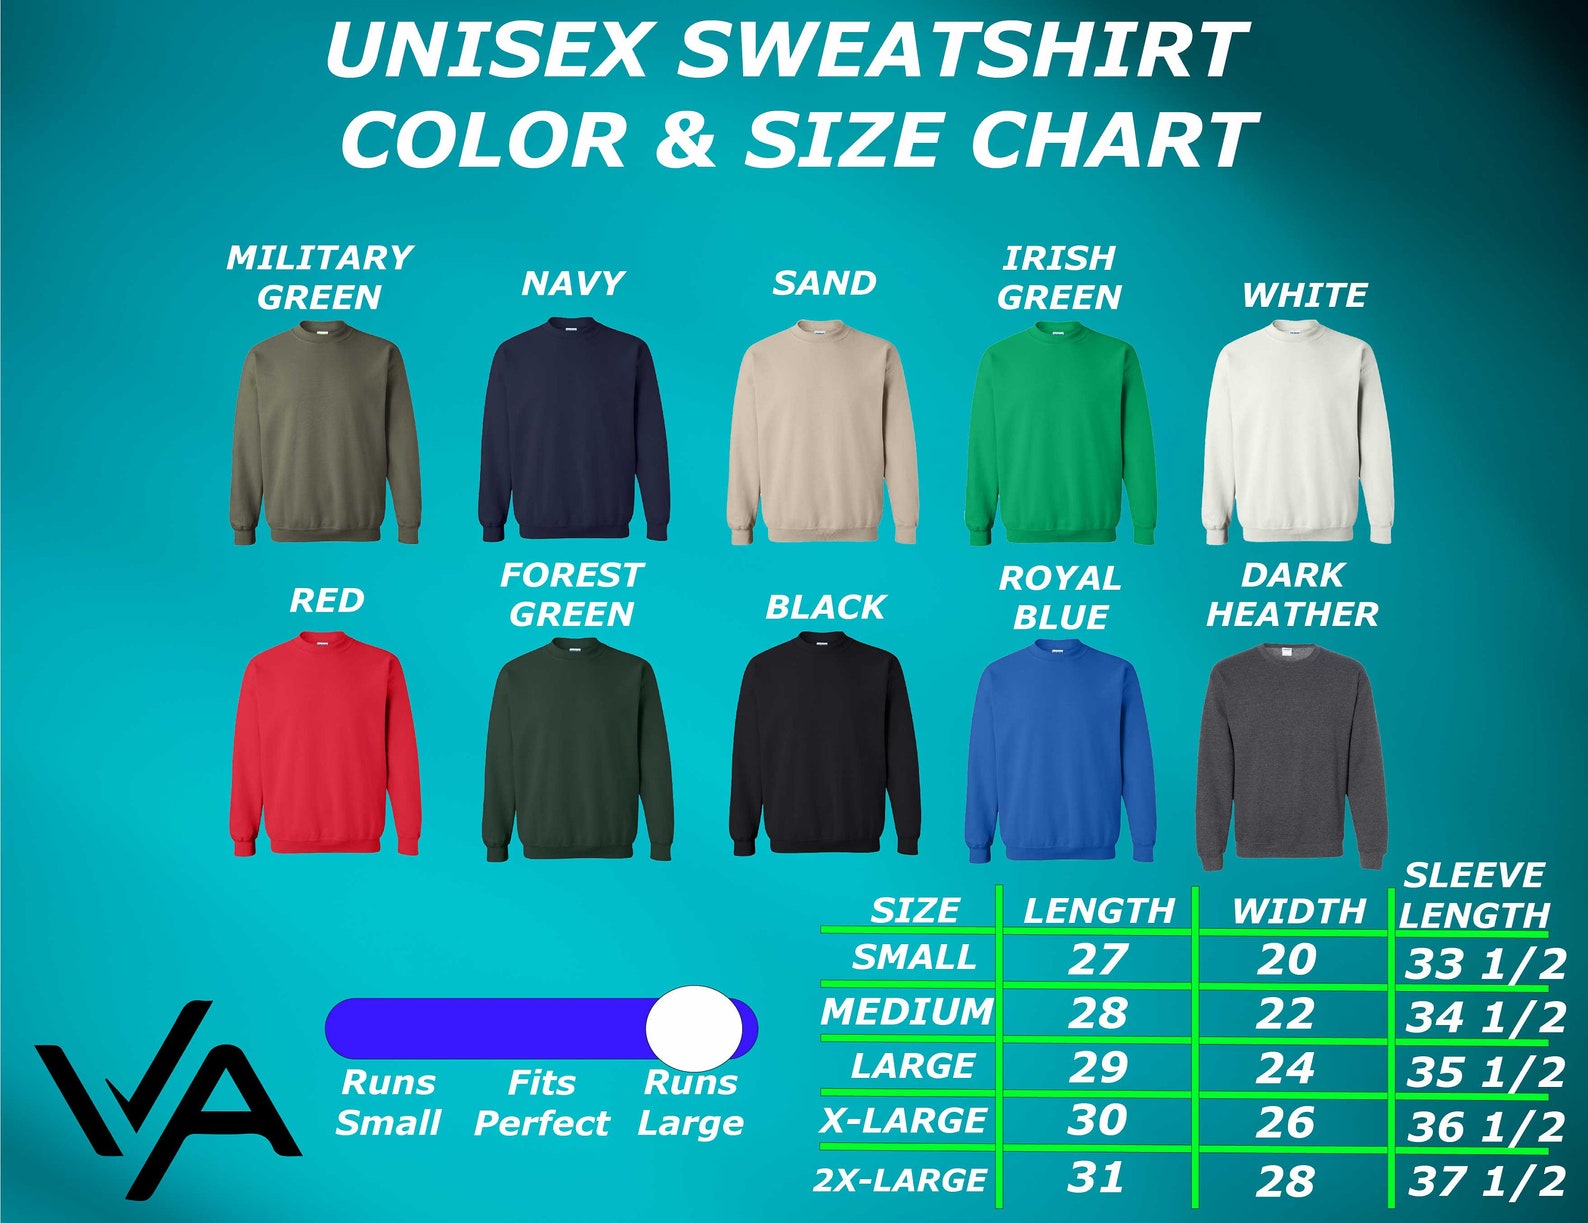 UNISEX SWEATSHIRT
COLOR & SIZE CHART
MILITARY
GREEN
NAVY
SAND
IRISH
GREEN
WHITE
RED
FOREST
GREEN
BLACK
ROYAL
BLUE
DARK
HEATHER
SIZE LENGTH WIDTH SLEEVE LENGTH
SMALL 27 20 33 1/2
MEDIUM 28 22 34 1/2
LARGE 29 24 35 1/2
X-LARGE 30 26 36 1/2
2X-LARGE 31 28 37 1/2
Runs
Small
Fits
Perfect
Runs
Large
VA